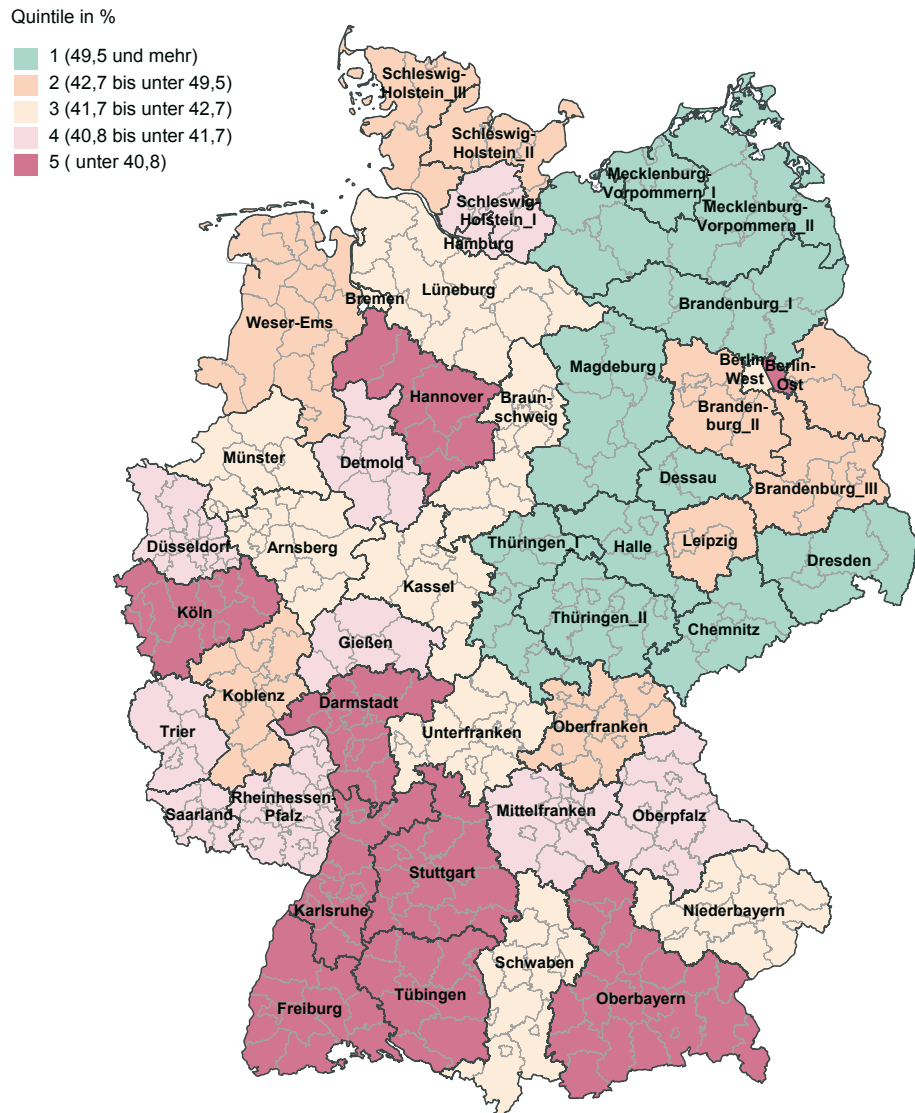 Quintile in %
1 (49,5 und mehr)
2 (42,7 bis unter 49,5)
3 (41,7 bis unter 42,7)
4 (40,8 bis unter 41,7)
5 ( unter 40,8)
Schleswig-
Holstein_III
Schleswig-
Holstein_II
Schleswig-
Holstein_I
Hamburg
Mecklenburg-
Vorpommern_I
Mecklenburg-
Vorpommern_II
Lüneburg
Bremen
Weser-Ems
Brandenburg_I
Magdeburg
Berlin-
West
Berlin-
Ost
Hannover
Braun-
schweig
Branden-
burg_II
Münster
Detmold
Dessau
Brandenburg_III
Düsseldorf
Arnsberg
Thüringen_I
Halle
Leipzig
Dresden
Kassel
Köln
Thüringen_II
Chemnitz
Gießen
Koblenz
Darmstadt
Trier
Unterfranken
Oberfranken
Saarland
Rheinhessen-
Pfalz
Mittelfranken
Oberpfalz
Stuttgart
Karlsruhe
Niederbayern
Schwaben
Tübingen
Oberbayern
Freiburg